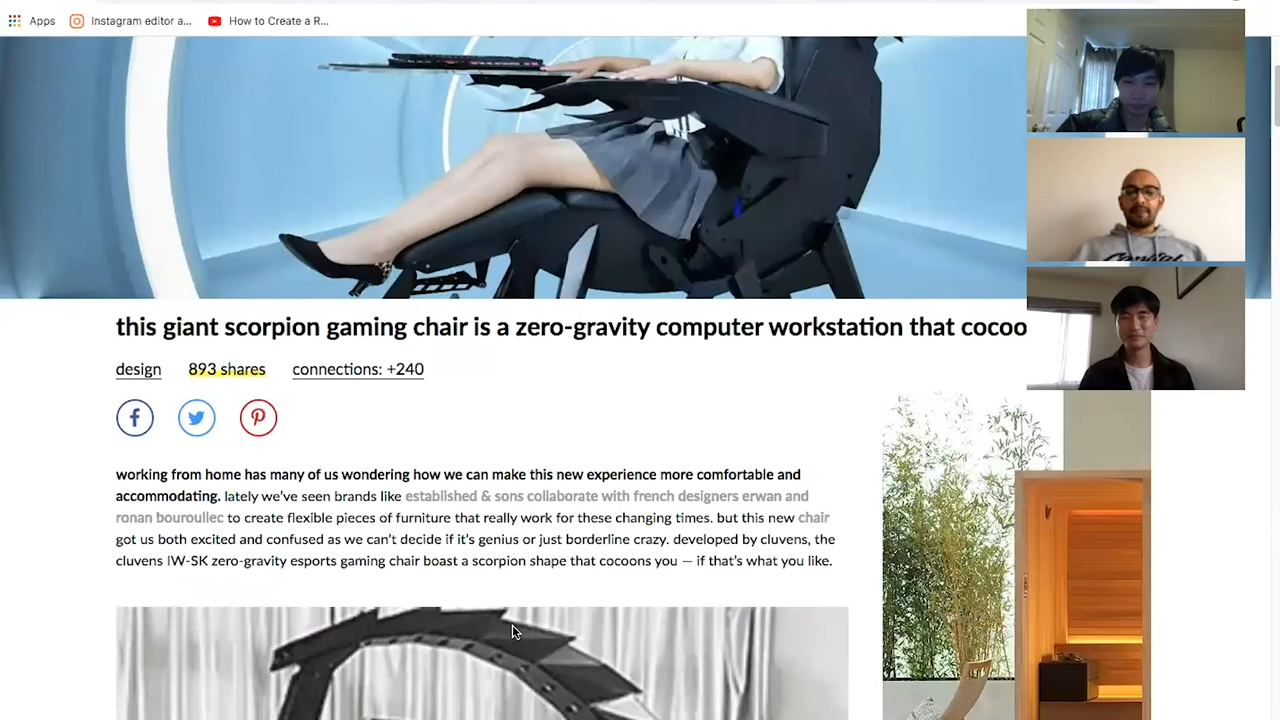 Apps Instagram editor a... How to Create a R...
this giant scorpion gaming chair is a zero-gravity computer workstation that cocoo
design 893 shares connections: +240
working from home has many of us wondering how we can make this new experience more comfortable and
accommodating. lately we've seen brands like established & sons collaborate with french designers erwan and
ronan bouroullec to create flexible pieces of furniture that really work for these changing times. but this new chair
got us both excited and confused as we can't decide if it's genius or just borderline crazy. developed by cluvens, the
cluvens IW-SK zero-gravity esports gaming chair boast a scorpion shape that cocoons you — if that's what you like.